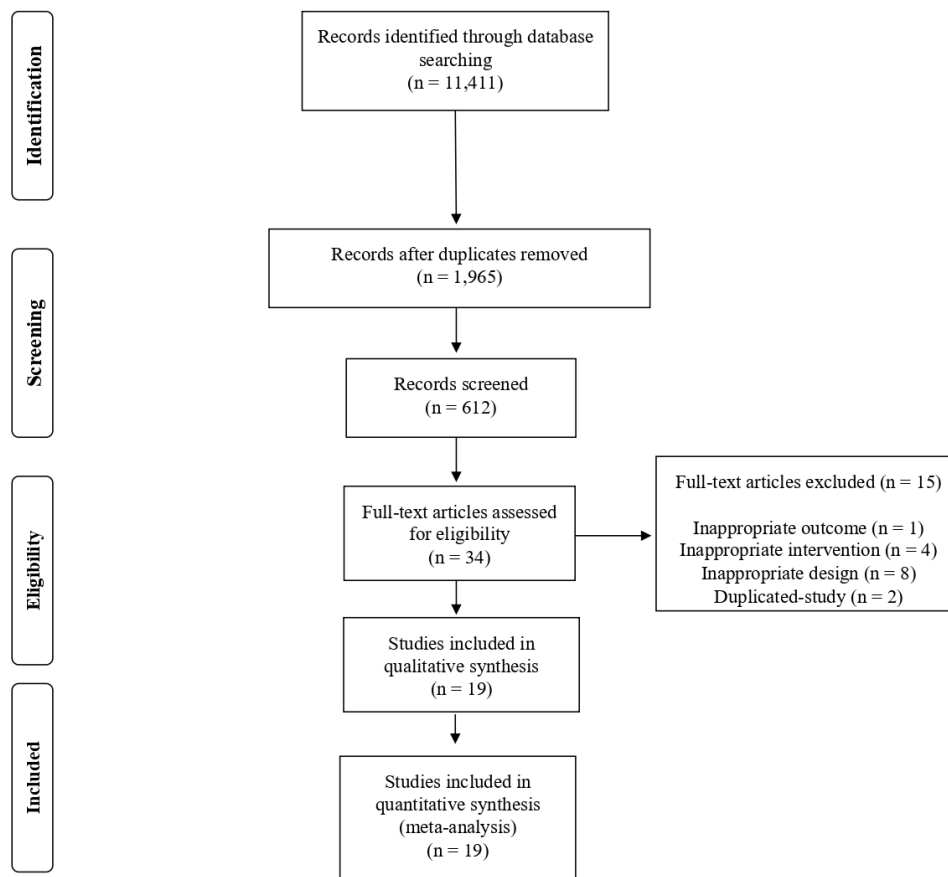 Identification
Records identified through database
searching
(n = 11,411)
Screening
Records after duplicates removed
(n = 1,965)
Records screened
(n = 612)
Eligibility
Full-text articles assessed
for eligibility
(n = 34)
Full-text articles excluded (n = 15)
Inappropriate outcome (n = 1)
Inappropriate intervention (n = 4)
Inappropriate design (n = 8)
Duplicated-study (n = 2)
Studies included in
qualitative synthesis
(n = 19)
Included
Studies included in
quantitative synthesis
(meta-analysis)
(n = 19)